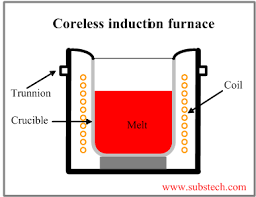 Coreless induction furnace
Trunnion
Coil
Crucible
Melt
www.substech.com